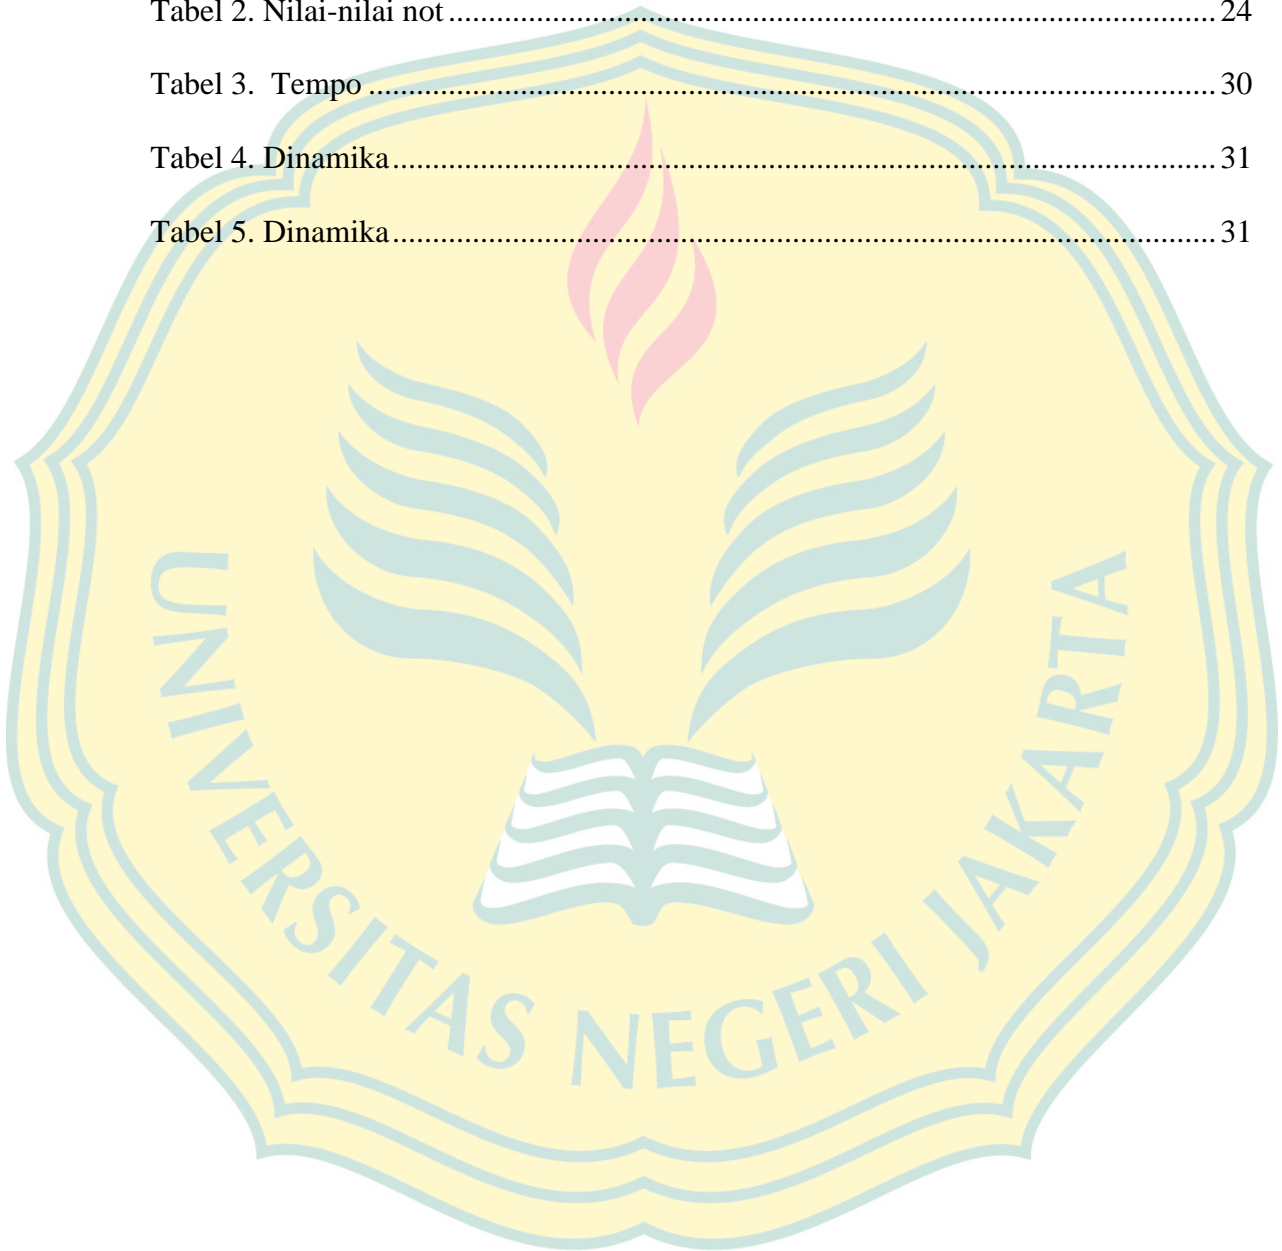 Tabel 2. Nilai-nilai not ................................................................................................ 24
Tabel 3.  Tempo .......................................................................................................... 30
Tabel 4. Dinamika ....................................................................................................... 31
Tabel 5. Dinamika ....................................................................................................... 31
UNIVERSITAS NEGERI JAKARTA